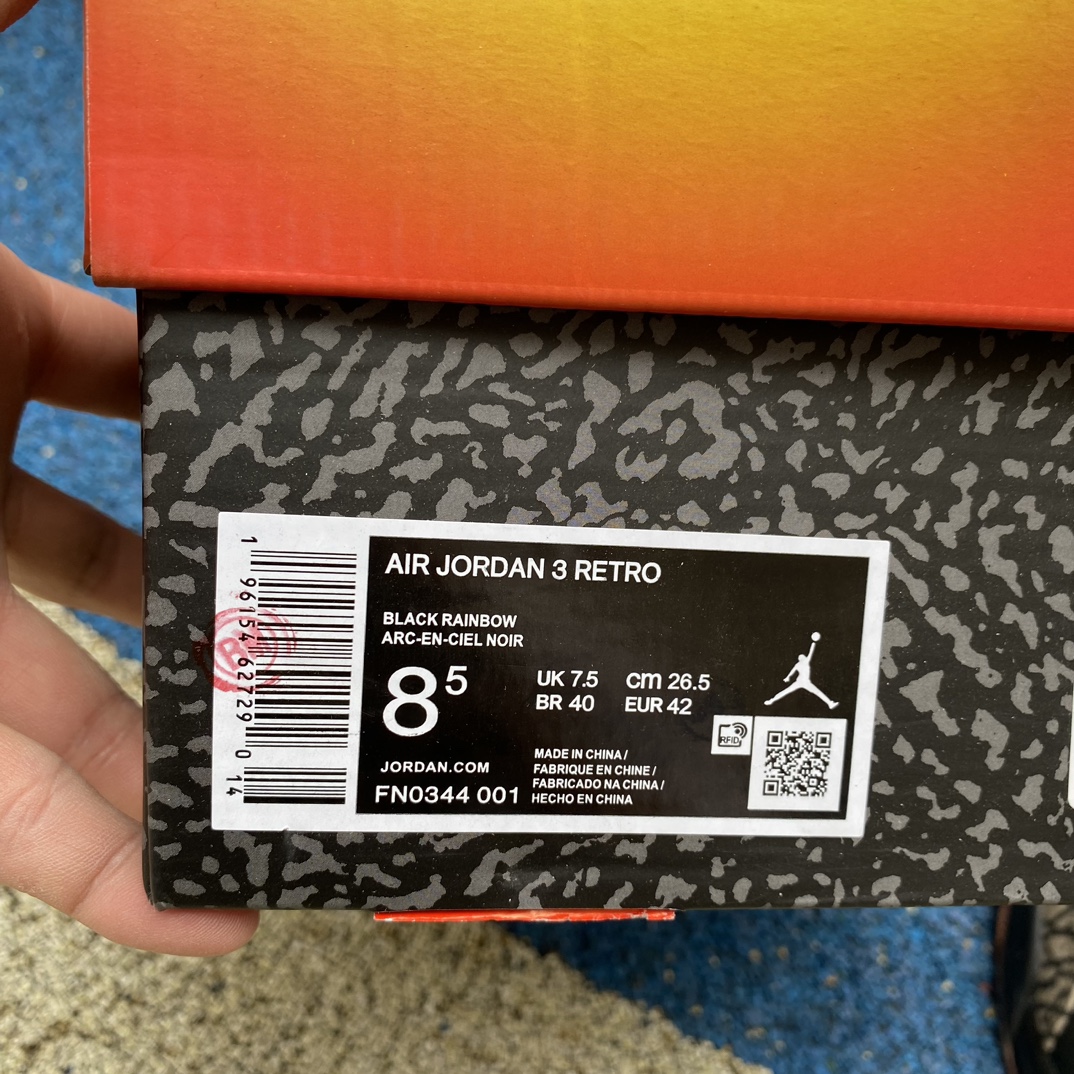 1 96154 62729 0 14
AIR JORDAN 3 RETRO
BLACK RAINBOW
ARC-EN-CIEL NOIR
8⁵
UK 7.5 cm 26.5
BR 40 EUR 42
RFID
JORDAN.COM
FN0344 001
MADE IN CHINA /
FABRIQUE EN CHINE /
FABRICADO NA CHINA /
HECHO EN CHINA